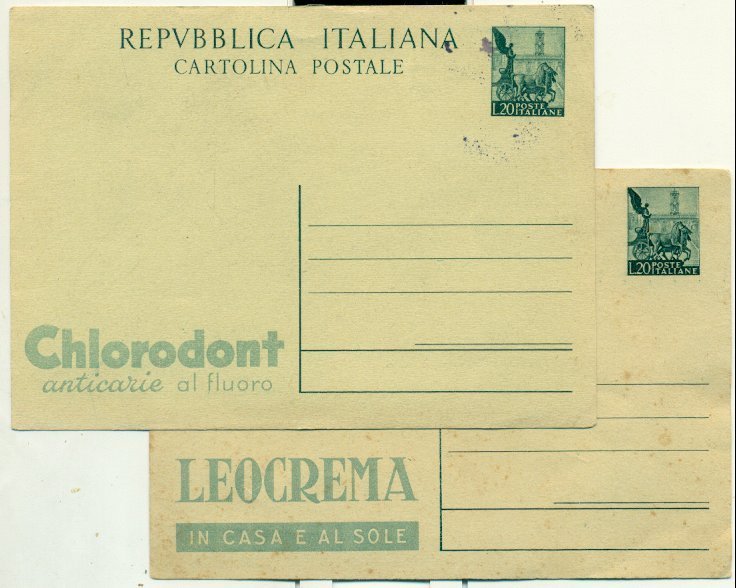 REPVBBLICA ITALIANA
CARTOLINA POSTALE
L.20 POSTE ITALIANE
Chlorodont
anticarie al fluoro
L.20 POSTE ITALIANE
LEOCREMA
IN CASA E AL SOLE